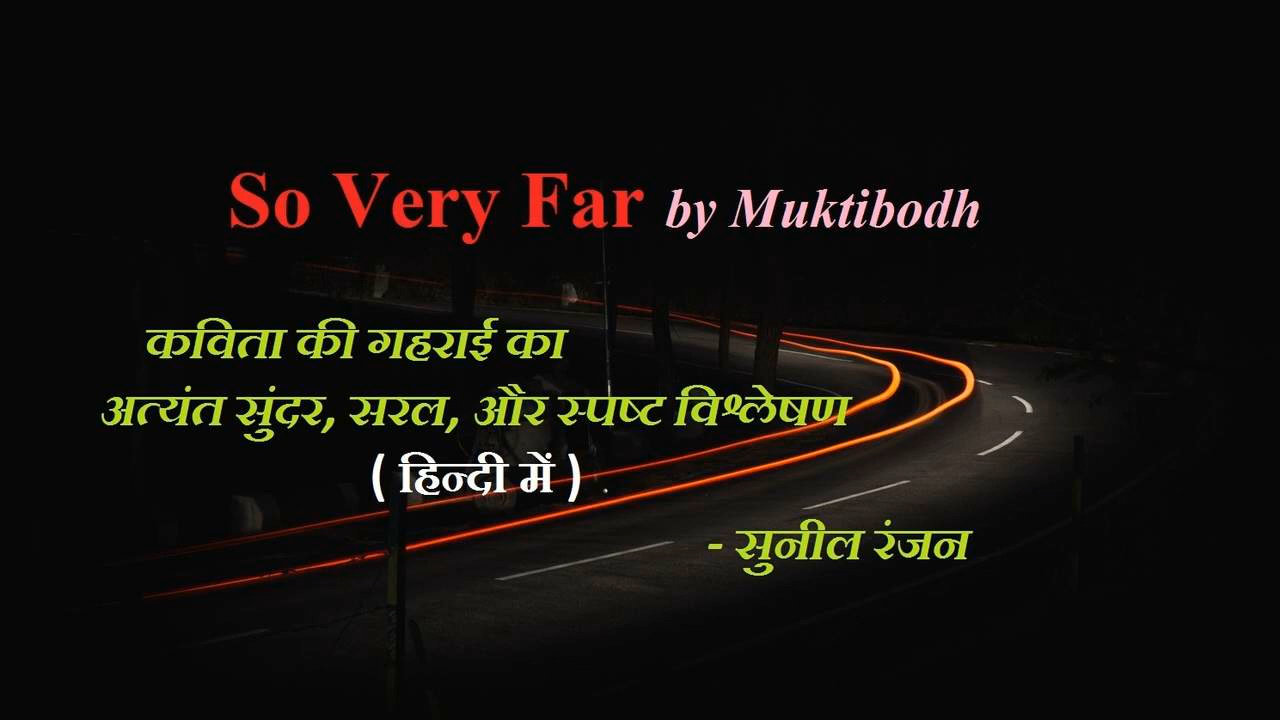 So Very Far by Muktibodh
कविता की गहराई का
अत्यंत सुंदर, सरल, और स्पष्ट विश्लेषण
( हिन्दी में )
- सुनील रंजन